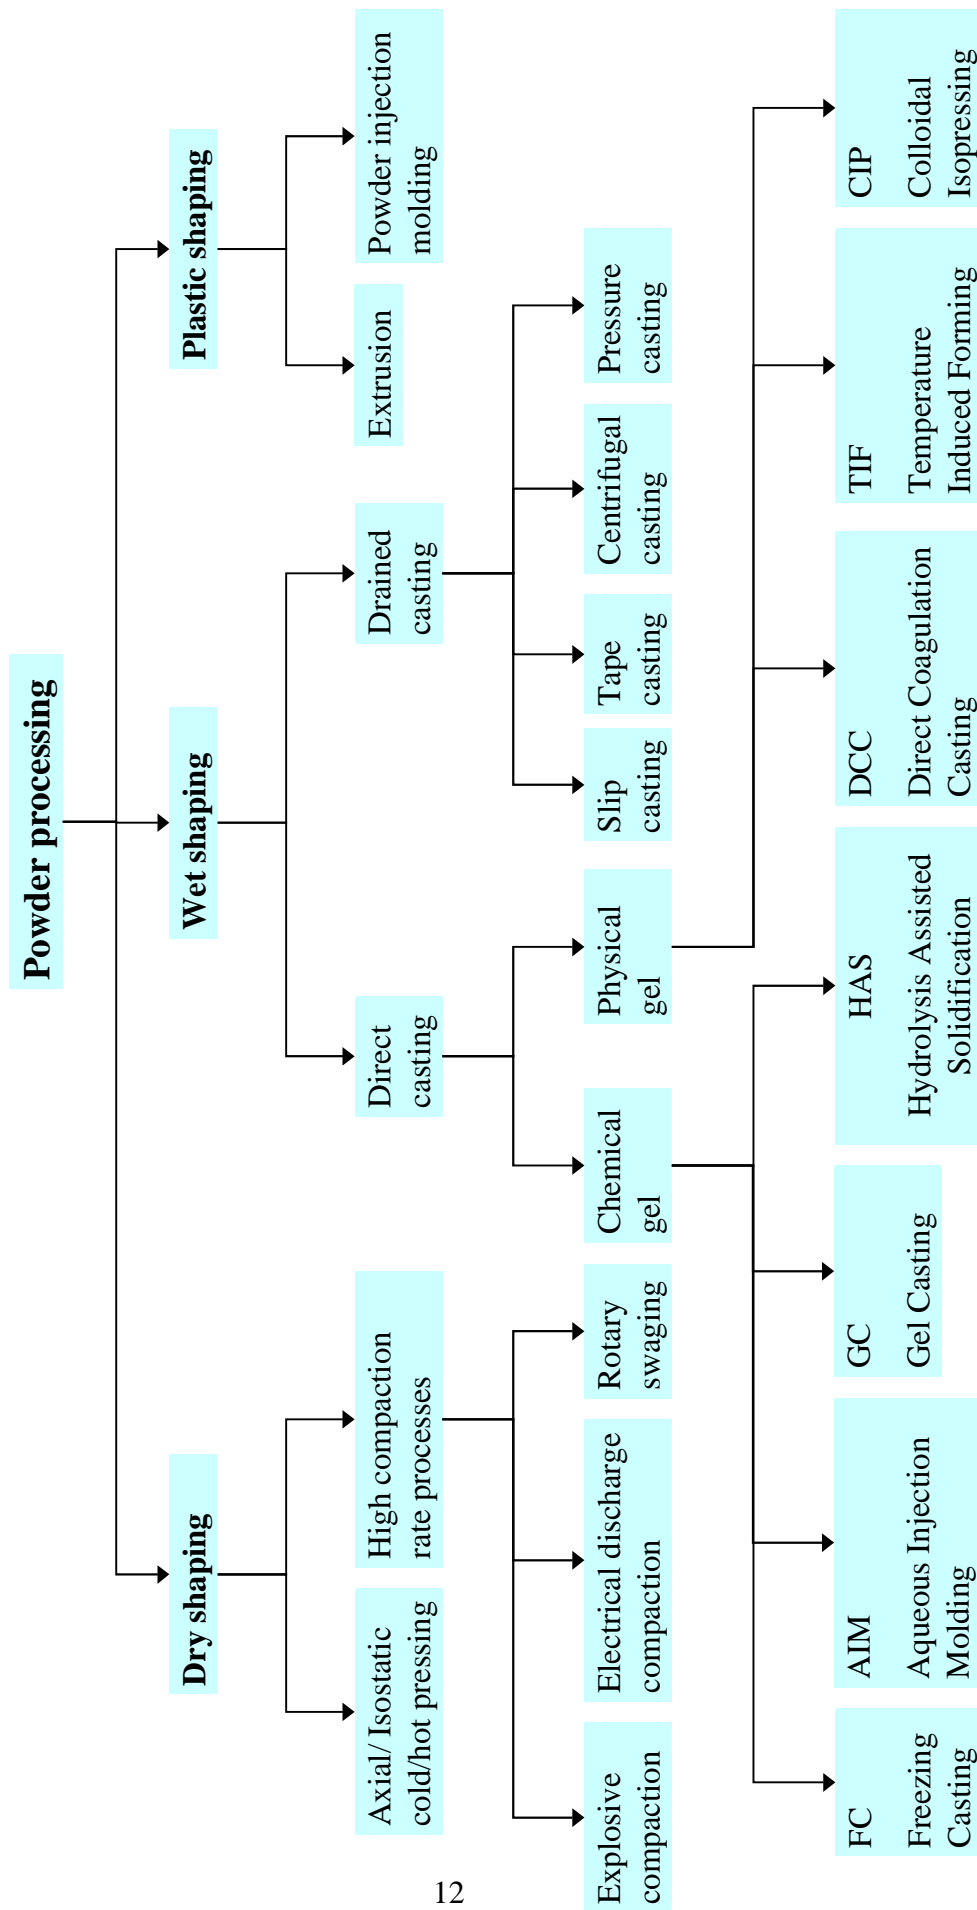 Powder processing
Dry shaping
Wet shaping
Plastic shaping
Axial/ Isostatic
cold/hot pressing
High compaction
rate processes
Direct
casting
Drained
casting
Extrusion
Powder injection
molding
Explosive
compaction
Electrical discharge
compaction
Rotary
swaging
Chemical
gel
Physical
gel
Slip
casting
Tape
casting
Centrifugal
casting
Pressure
casting
FC
Freezing
Casting
AIM
Aqueous Injection
Molding
GC
Gel Casting
HAS
Hydrolysis Assisted
Solidification
DCC
Direct Coagulation
Casting
TIF
Temperature
Induced Forming
CIP
Colloidal
Isopressing
12